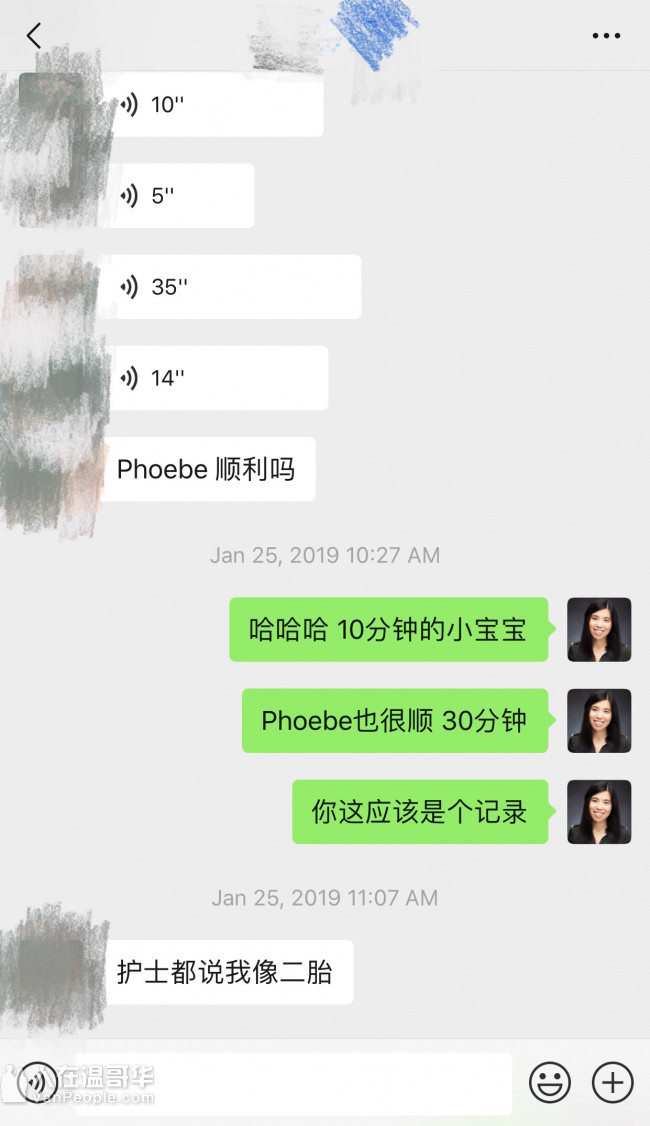 10''
5''
35''
14''
Phoebe 顺利吗
Jan 25, 2019 10:27 AM
哈哈哈 10分钟的小宝宝
Phoebe也很顺 30分钟
你这应该是个记录
Jan 25, 2019 11:07 AM
护士都说我像二胎
人在温哥华
VanPeople.com